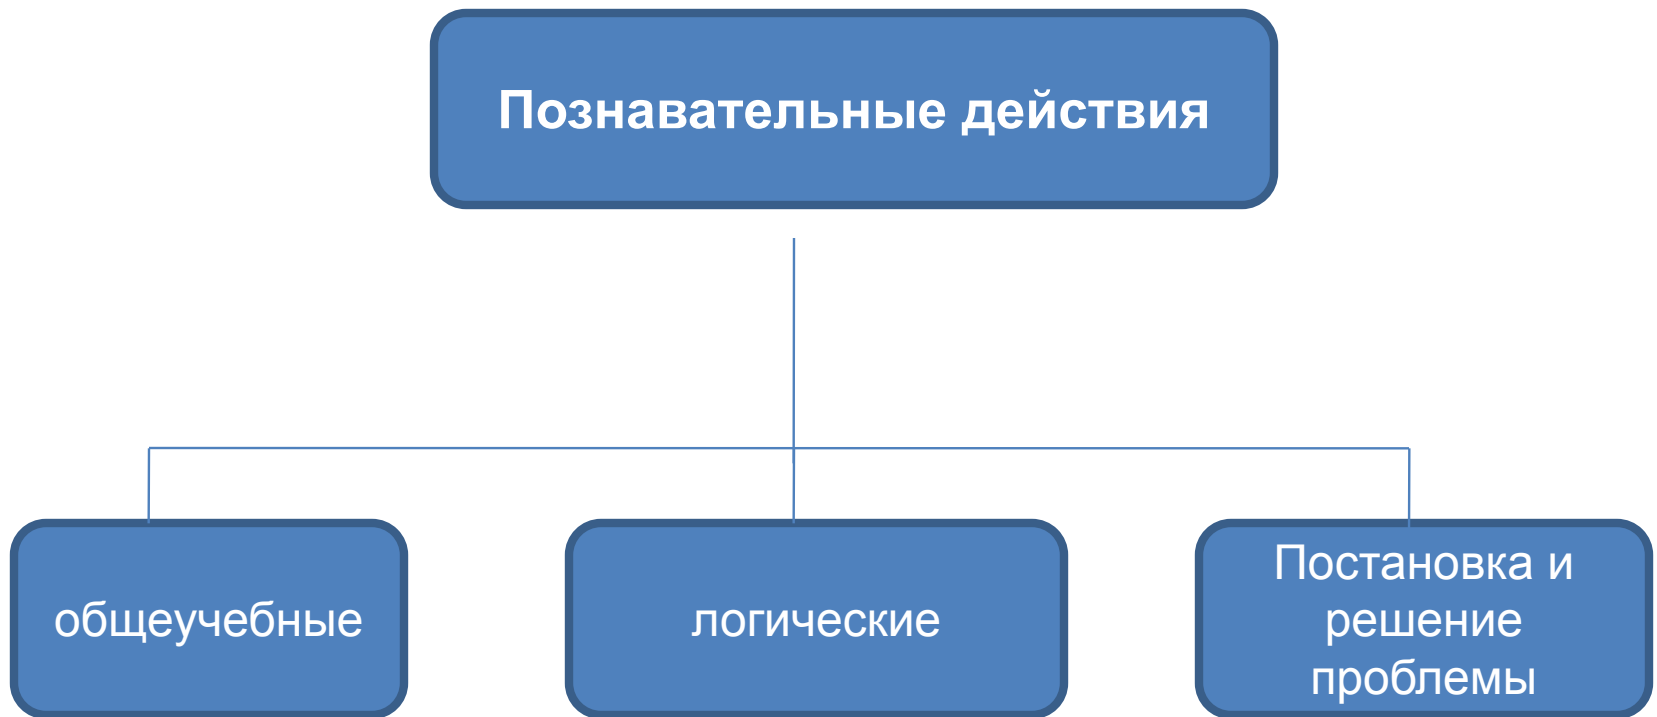 Познавательные действия
общеучебные
логические
Постановка и
решение
проблемы